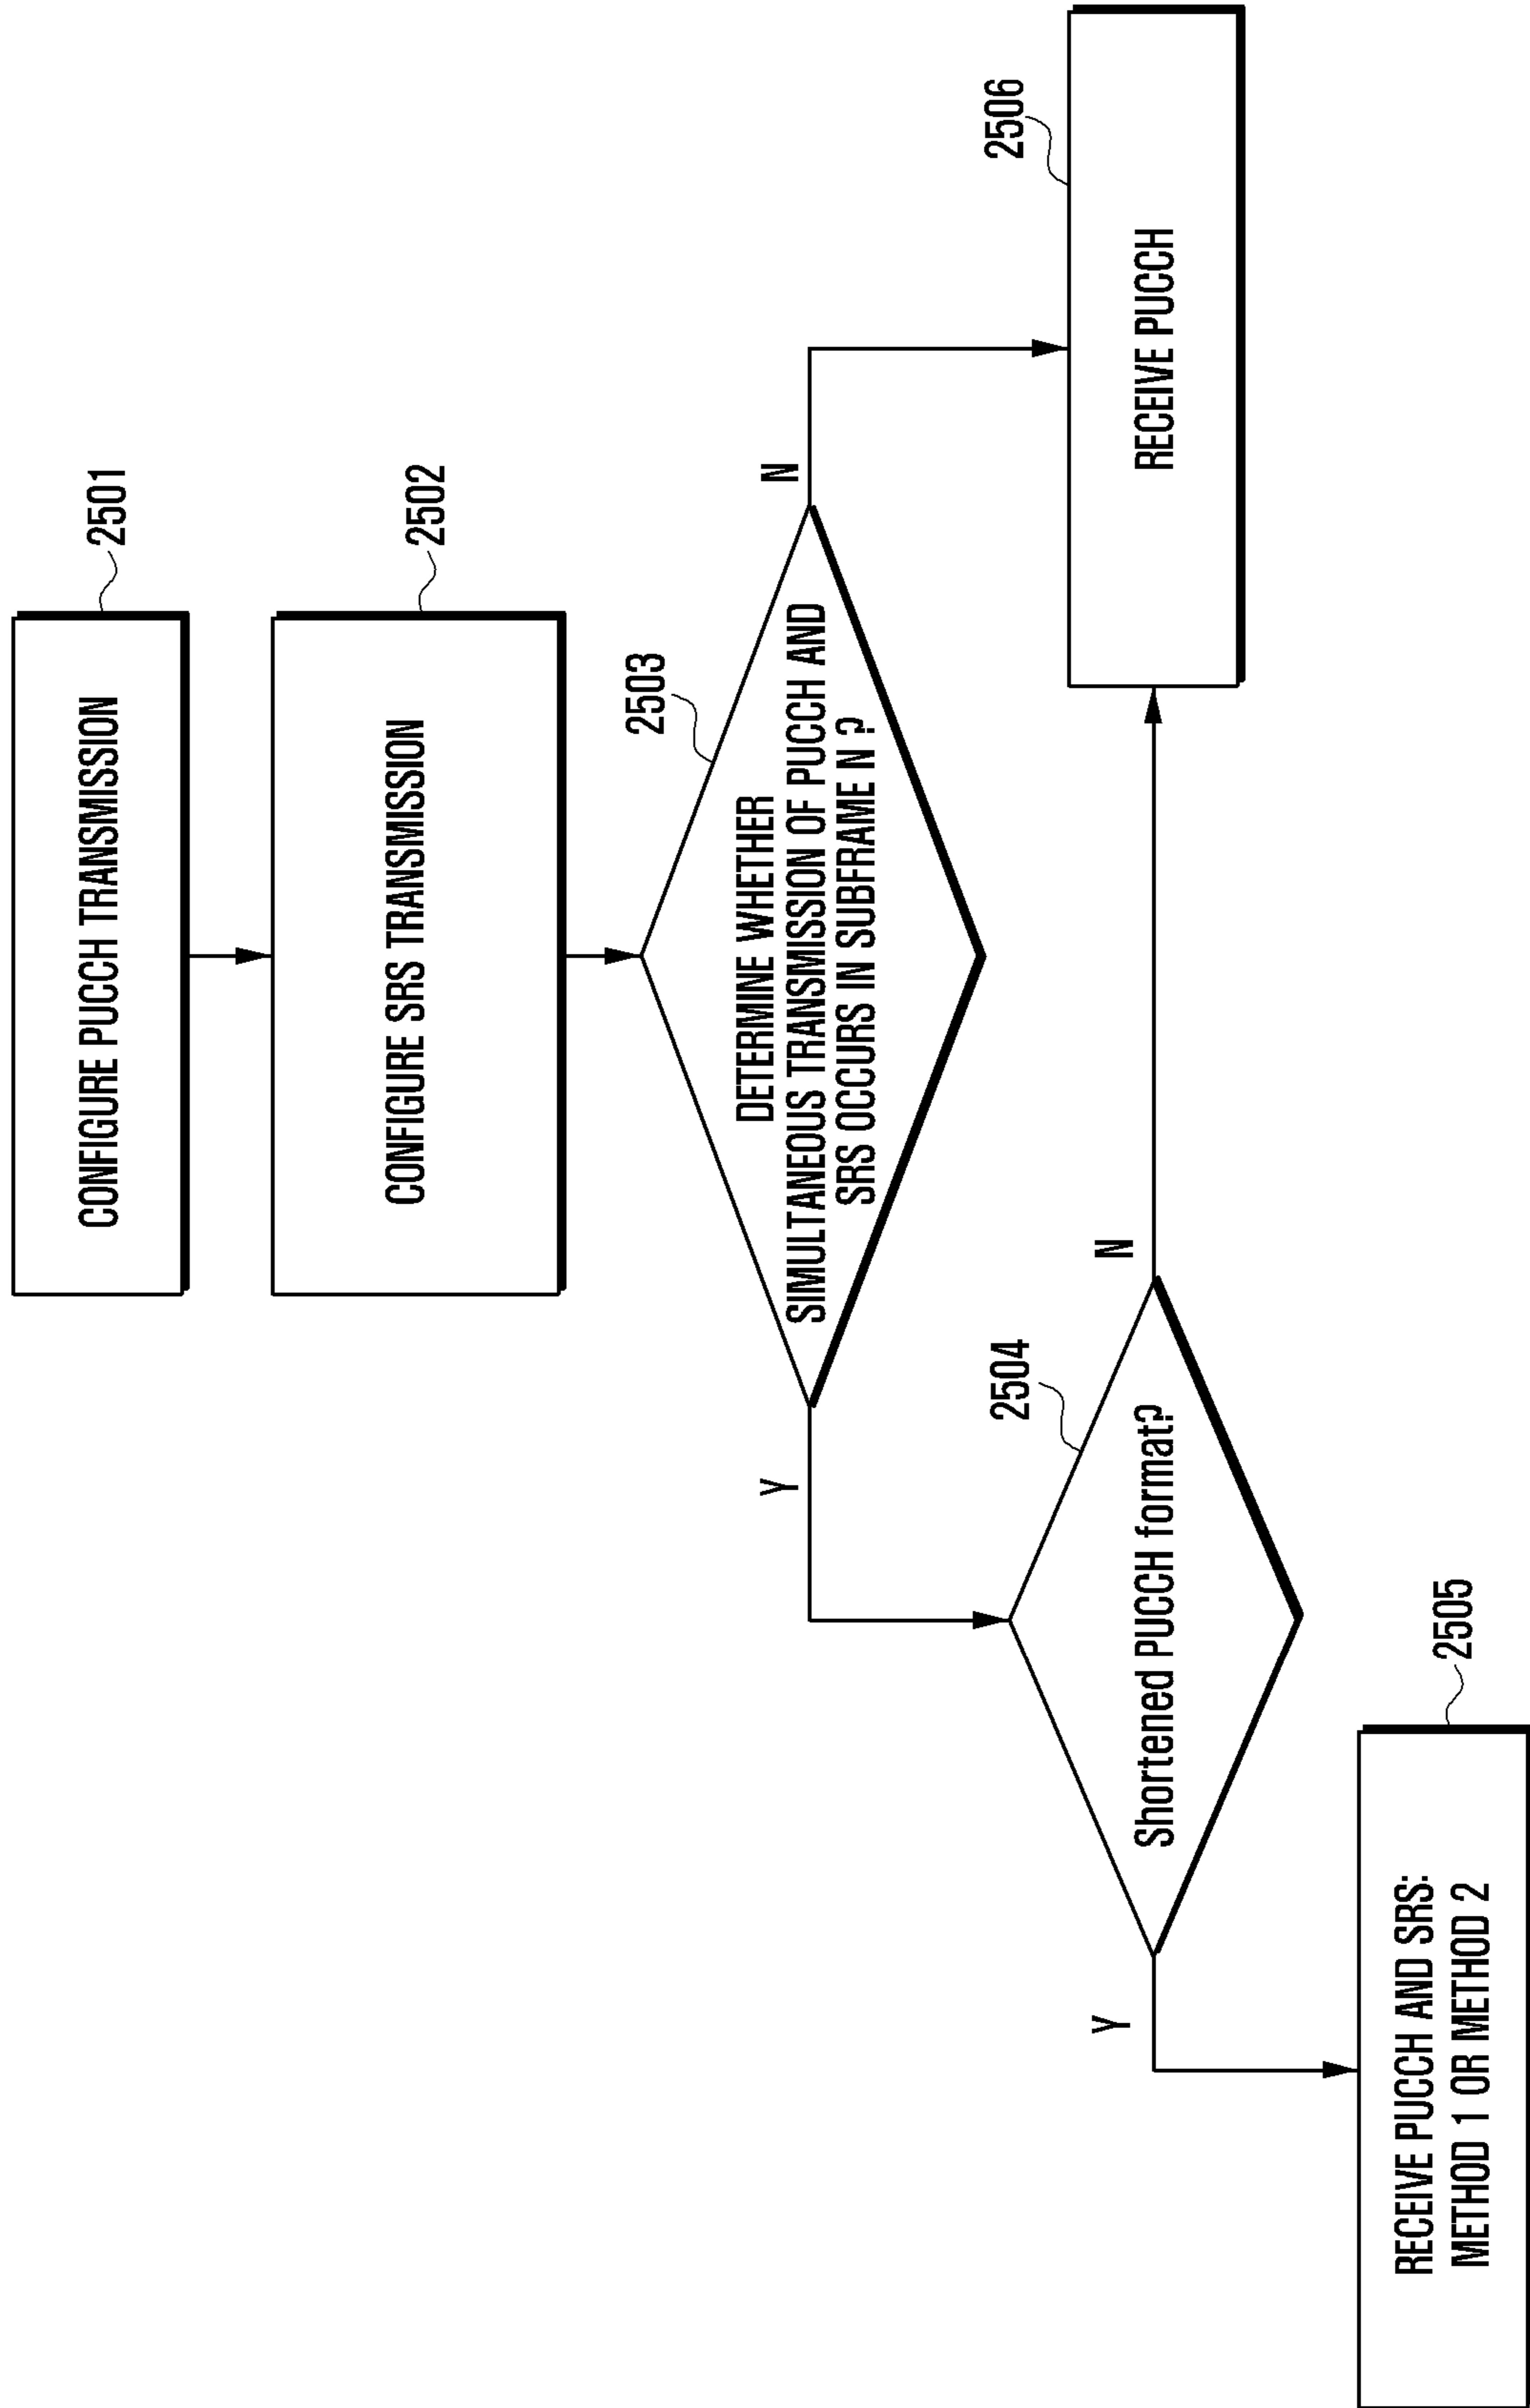 CONFIGURE PUCCH TRANSMISSION
2501
CONFIGURE SRS TRANSMISSION
2502
2503
DETERMINE WHETHER
SIMULTANEOUS TRANSMISSION OF PUCCH AND
SRS OCCURS IN SUBFRAME N ?
Y
N
2504
Shortened PUCCH format?
Y
N
2505
RECEIVE PUCCH AND SRS:
METHOD 1 OR METHOD 2
2506
RECEIVE PUCCH